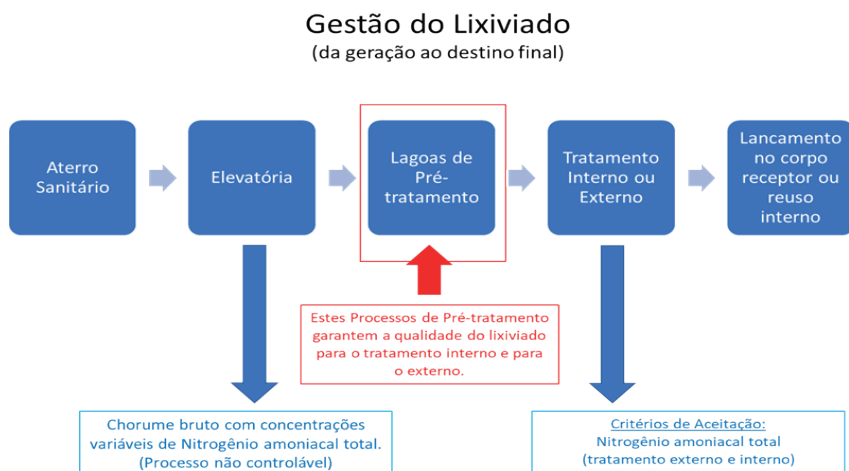 Gestão do Lixiviado
(da geração ao destino final)
Aterro
Sanitário
Elevatória
Lagoas de
Pré-
tratamento
Tratamento
Interno ou
Externo
Lancamento
no corpo
receptor ou
reuso
interno
Estes Processos de Pré-tratamento
garantem a qualidade do lixiviado
para o tratamento interno e para
o externo.
Chorume bruto com concentrações
variáveis de Nitrogênio amoniacal total.
(Processo não controlável)
Critérios de Aceitação:
Nitrogênio amoniacal total
(tratamento externo e interno)